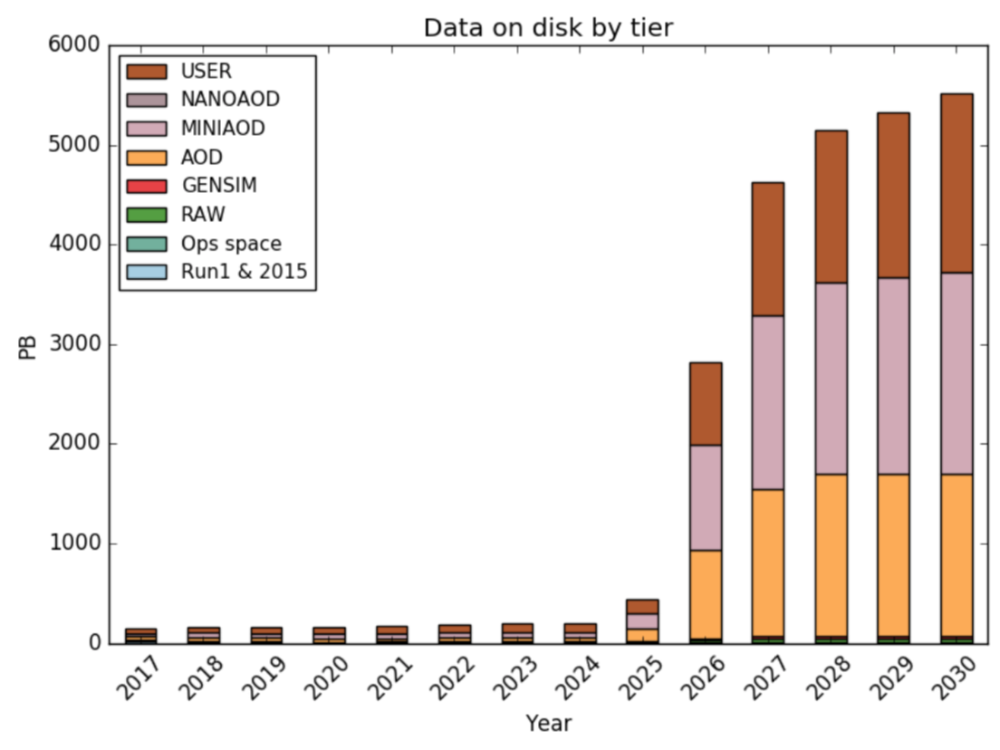 Data on disk by tier
6000
5000
4000
3000
2000
1000
0
PB
USER
NANOAOD
MINIAOD
AOD
GENSIM
RAW
Ops space
Run1 & 2015
2017 2018 2019 2020 2021 2022 2023 2024 2025 2026 2027 2028 2029 2030
Year